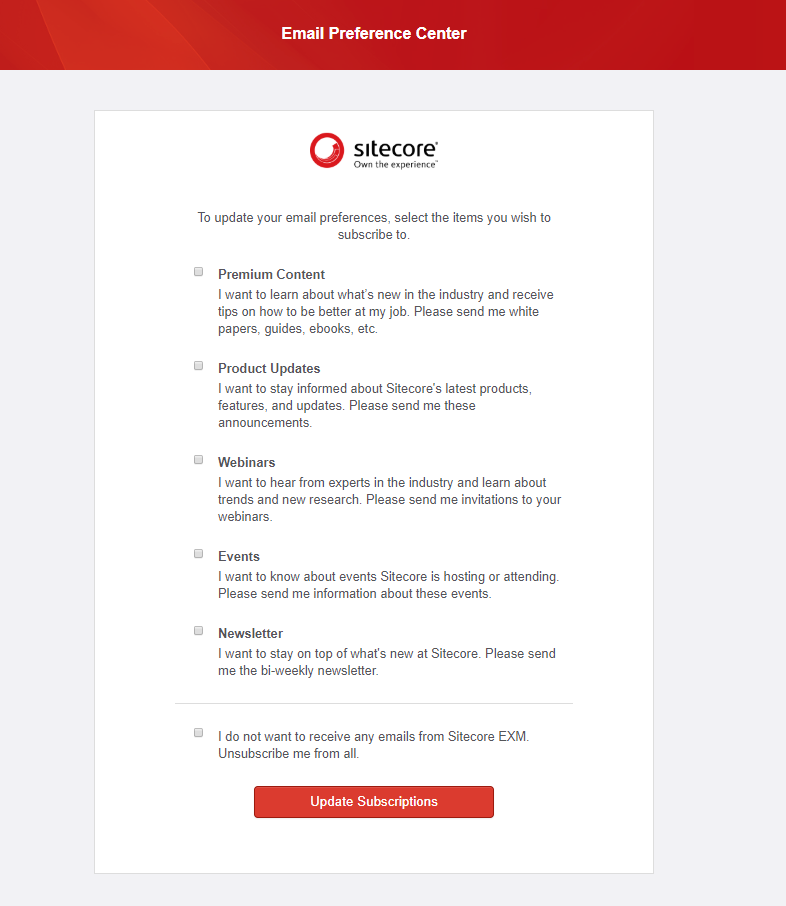 Email Preference Center
sitecore®
Own the experience™
To update your email preferences, select the items you wish to
subscribe to.
Premium Content
I want to learn about what's new in the industry and receive
tips on how to be better at my job. Please send me white
papers, guides, ebooks, etc.
Product Updates
I want to stay informed about Sitecore's latest products,
features, and updates. Please send me these
announcements.
Webinars
I want to hear from experts in the industry and learn about
trends and new research. Please send me invitations to your
webinars.
Events
I want to know about events Sitecore is hosting or attending.
Please send me information about these events.
Newsletter
I want to stay on top of what's new at Sitecore. Please send
me the bi-weekly newsletter.
I do not want to receive any emails from Sitecore EXM.
Unsubscribe me from all.
Update Subscriptions